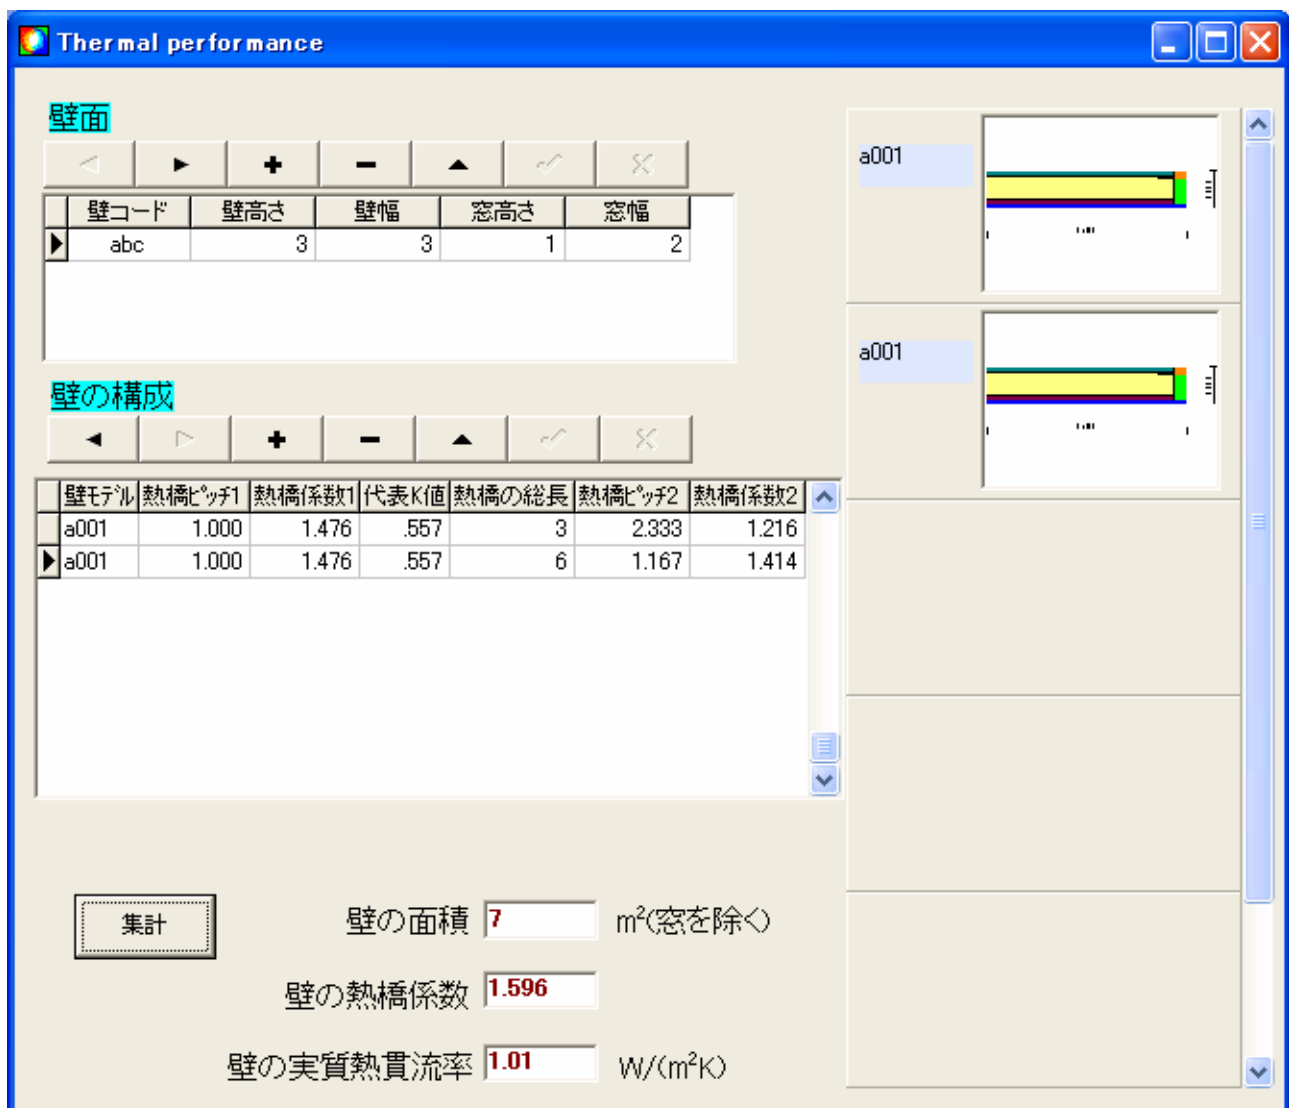 Thermal performance
壁面
壁コード 壁高さ 壁幅 窓高さ 窓幅
abc 3 3 1 2
壁の構成
壁モデル 熱橋ピッチ1 熱橋係数1 代表K値 熱橋の総長 熱橋ピッチ2 熱橋係数2
a001 1.000 1.476 .557 3 2.333 1.216
a001 1.000 1.476 .557 6 1.167 1.414
集計
壁の面積 7 m²(窓を除く)
壁の熱橋係数 1.596
壁の実質熱貫流率 1.01 W/(m²K)
a001
a001